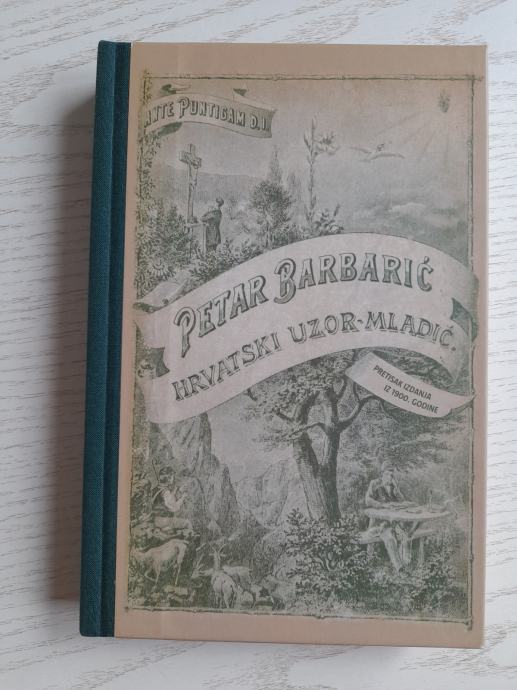 ANTE PUNTIGAM D.I.
PETAR BARBARIĆ
HRVATSKI UZOR-MLADIĆ.
PRETISAK IZDANJA
IZ 1900. GODINE